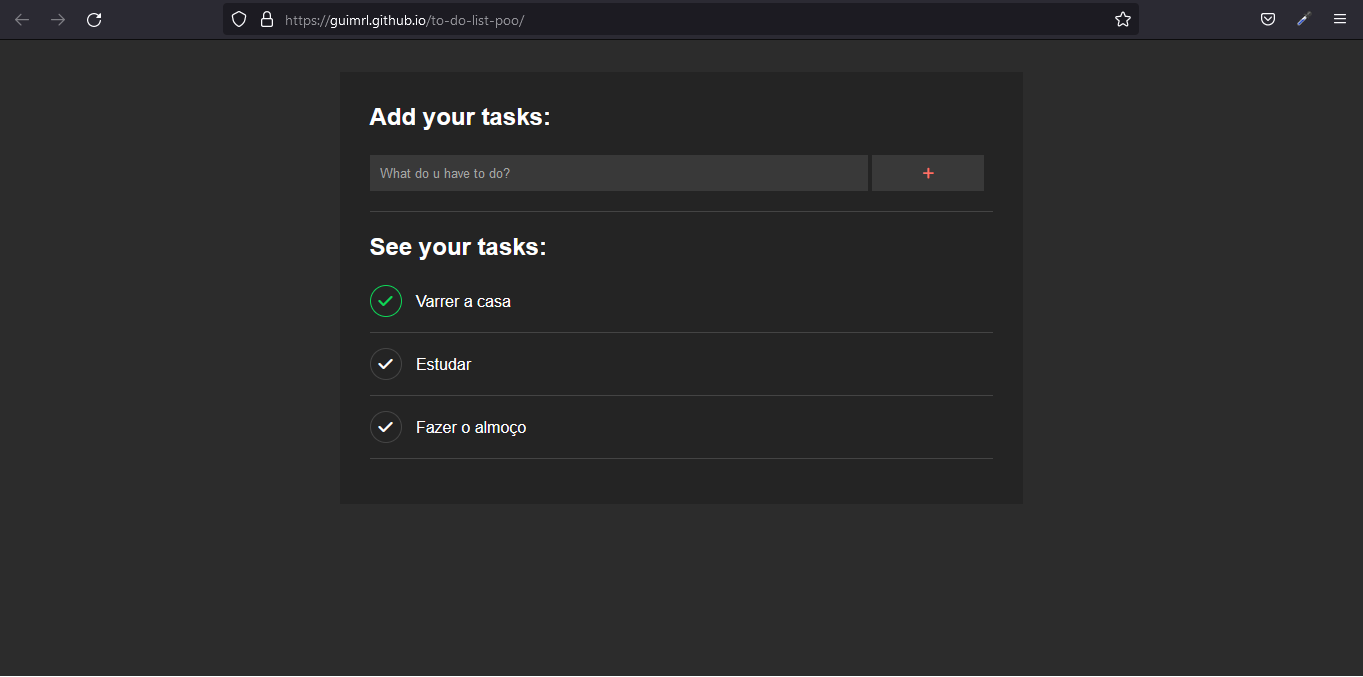 https://guimrl.github.io/to-do-list-poo/
Add your tasks:
What do u have to do?
+
See your tasks:
Varrer a casa
Estudar
Fazer o almoço